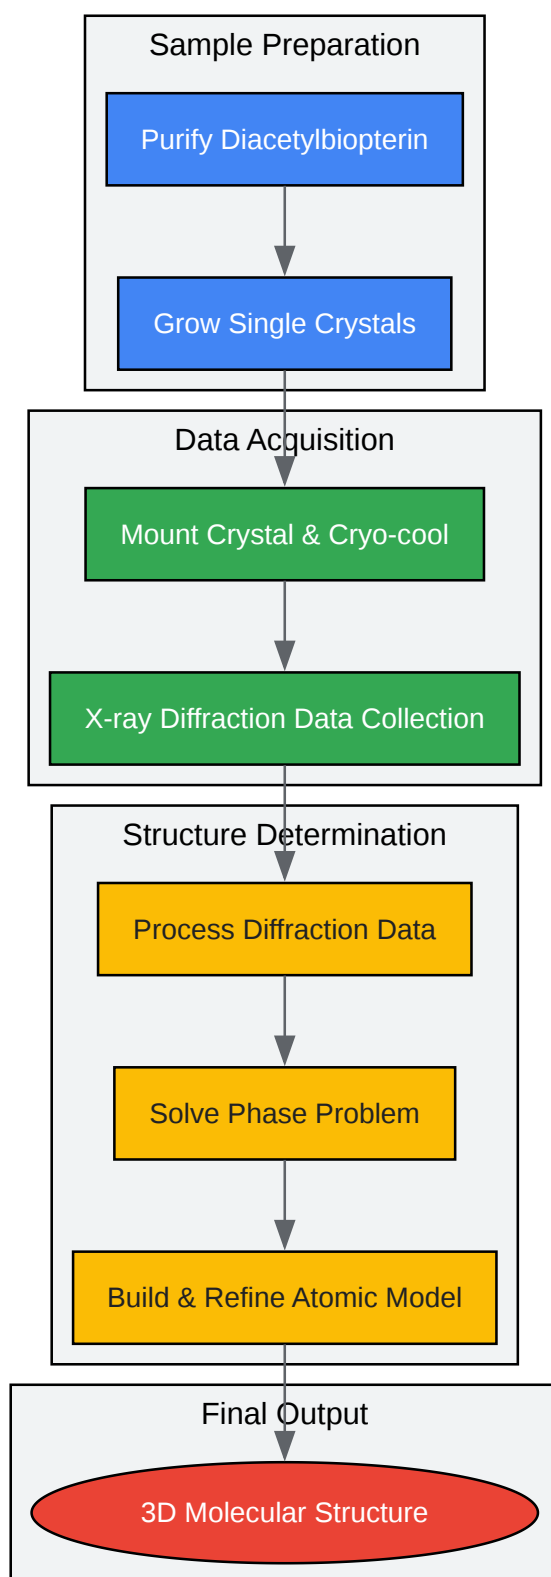 Sample Preparation
Purify Diacetylbiopterin
Grow Single Crystals
Data Acquisition
Mount Crystal & Cryo-cool
X-ray Diffraction Data Collection
Structure Determination
Process Diffraction Data
Solve Phase Problem
Build & Refine Atomic Model
Final Output
3D Molecular Structure